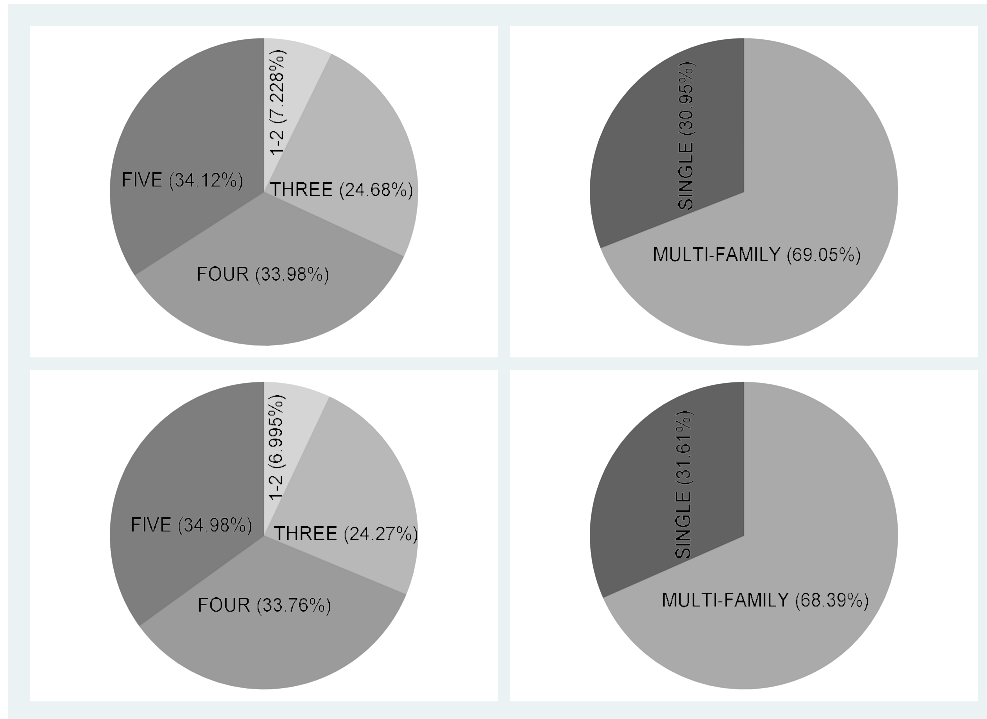 1-2 (7.228%)
FIVE (34.12%)
THREE (24.68%)
FOUR (33.98%)
SINGLE (30.95%)
MULTI-FAMILY (69.05%)
1-2 (6.995%)
FIVE (34.98%)
THREE (24.27%)
FOUR (33.76%)
SINGLE (31.61%)
MULTI-FAMILY (68.39%)